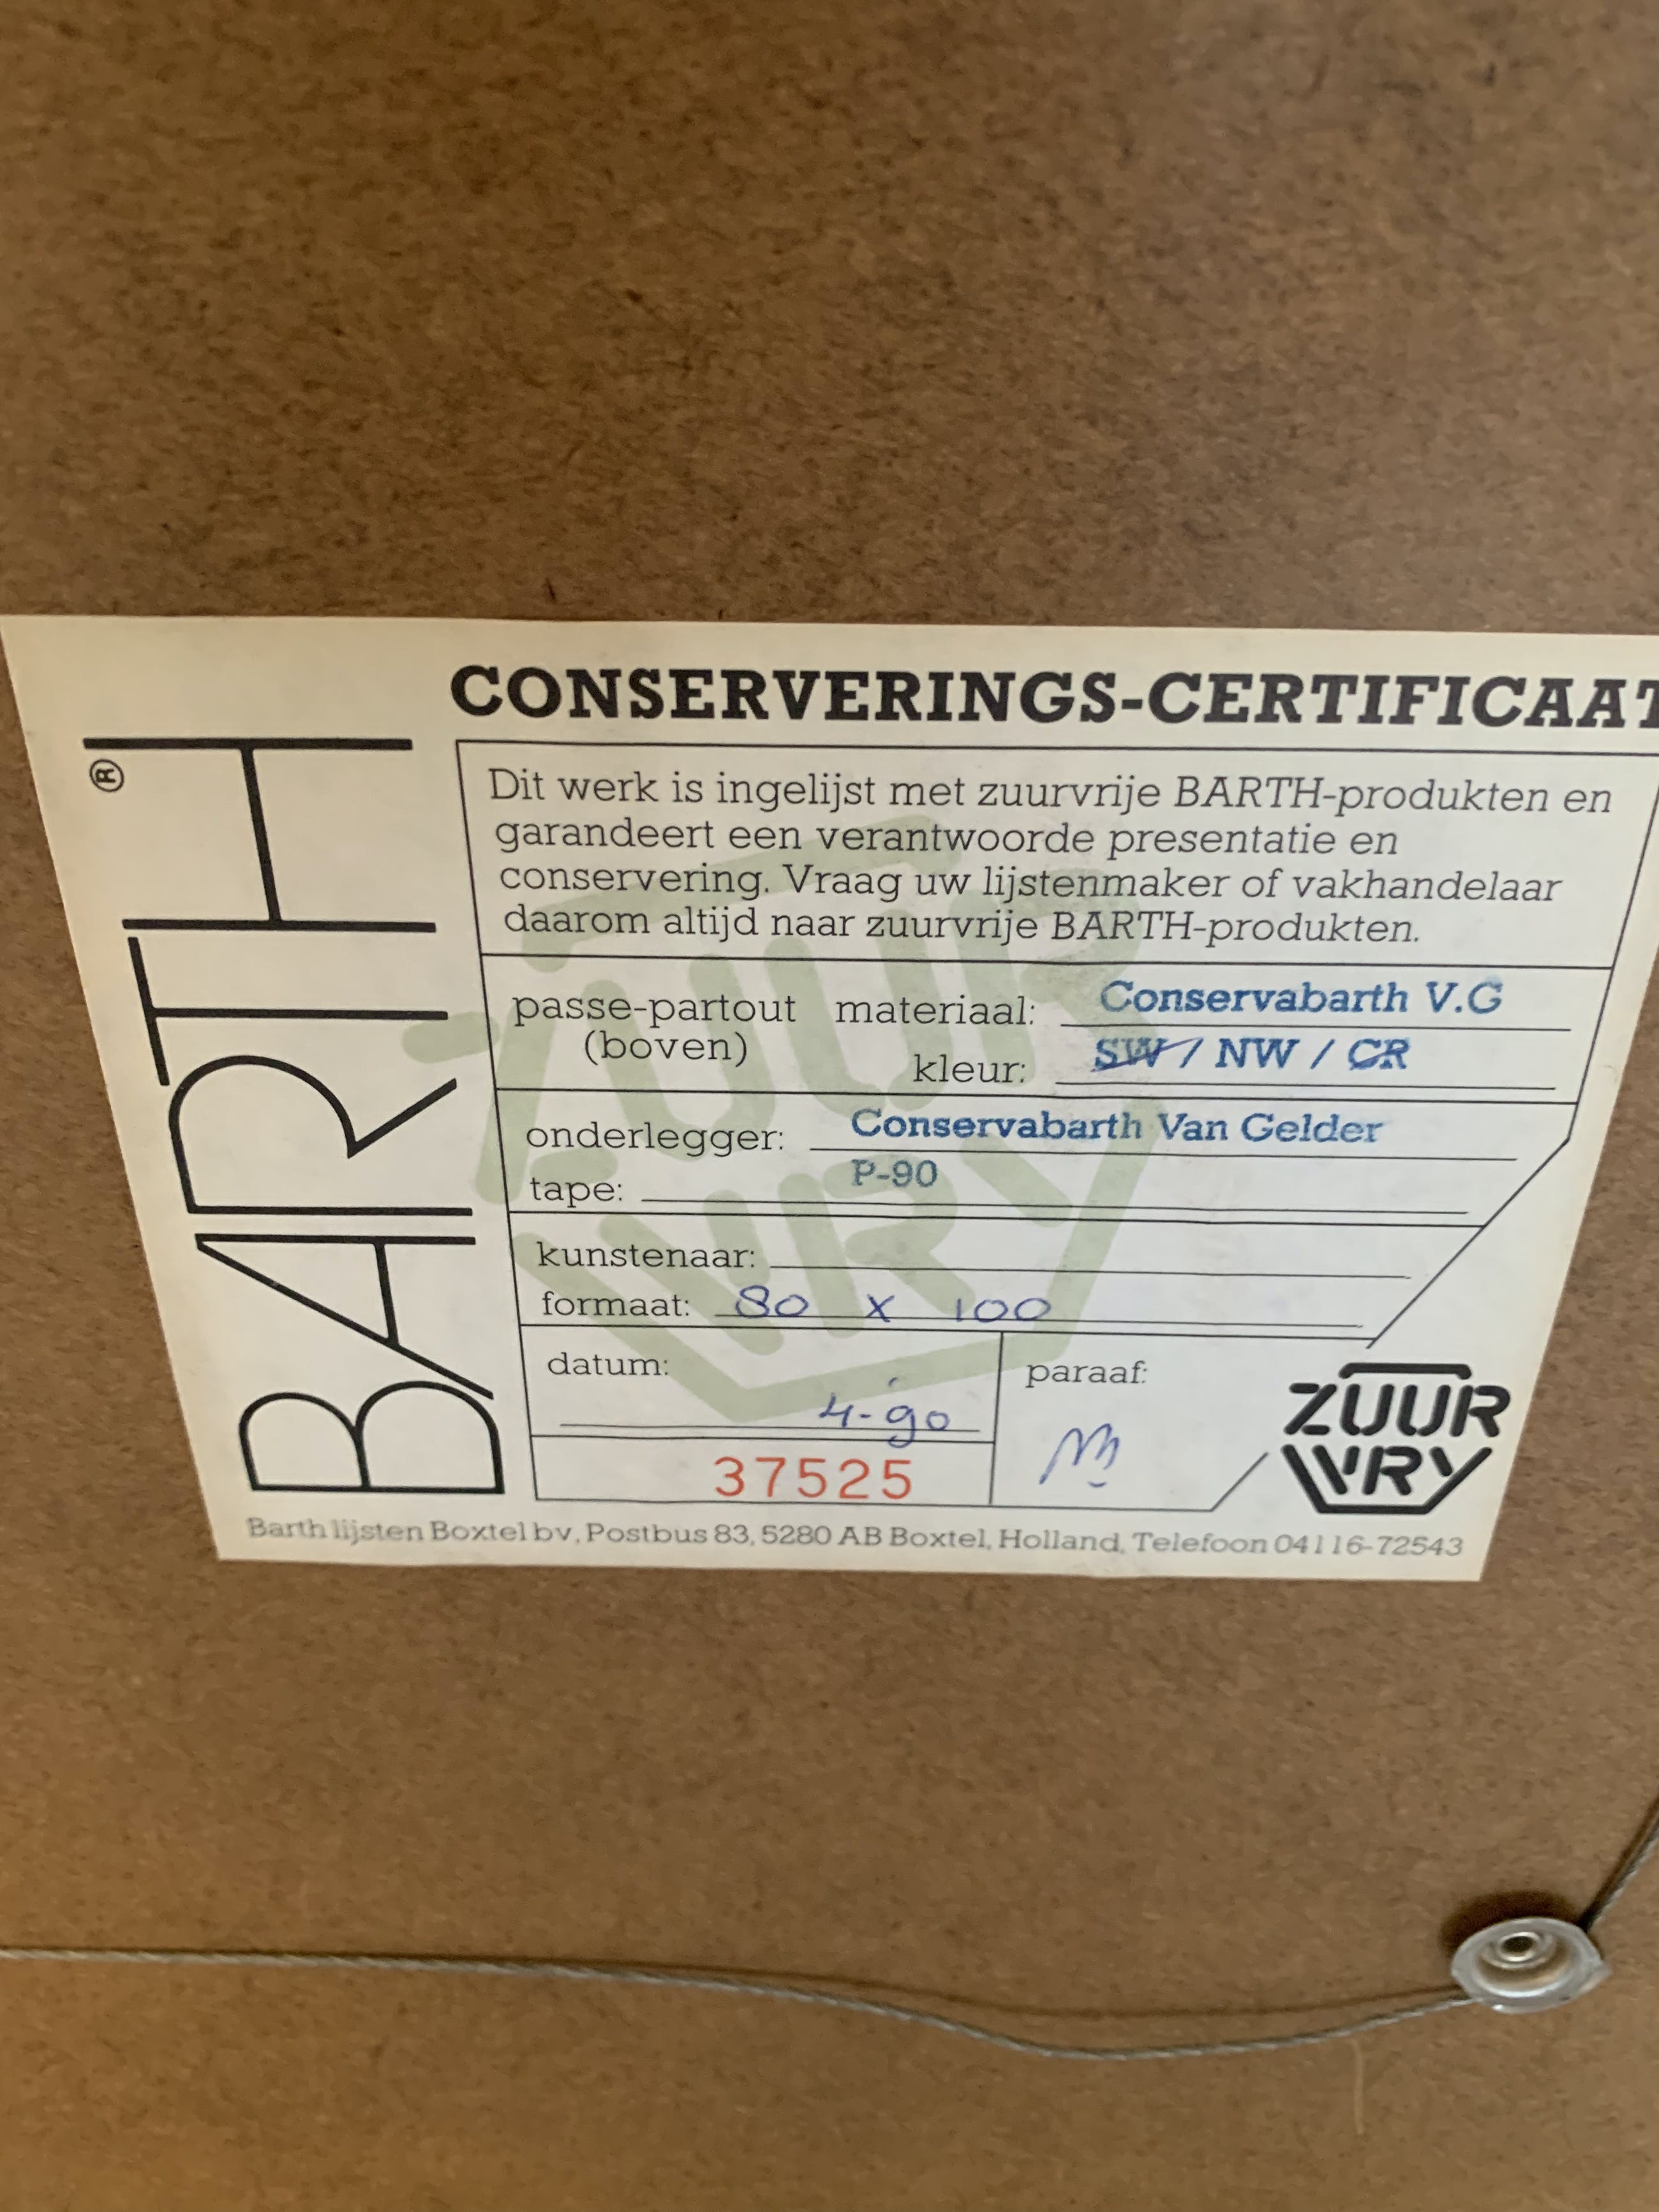 BARTH®
CONSERVERINGS-CERTIFICAAT
Dit werk is ingelijst met zuurvrije BARTH-produkten en
garandeert een verantwoorde presentatie en
conservering. Vraag uw lijstenmaker of vakhandelaar
daarom altijd naar zuurvrije BARTH-produkten.
passe-partout materiaal: Conservabarth V.G
(boven) kleur: SW / NW / CR
onderlegger: Conservabarth Van Gelder
tape: P-90
kunstenaar:
formaat: 80 x 100
datum: 4-'90
paraaf:
37525
ZUUR
VRY
ZUUR
VRY
Barth lijsten Boxtel bv, Postbus 83, 5280 AB Boxtel, Holland, Telefoon 04116-72543